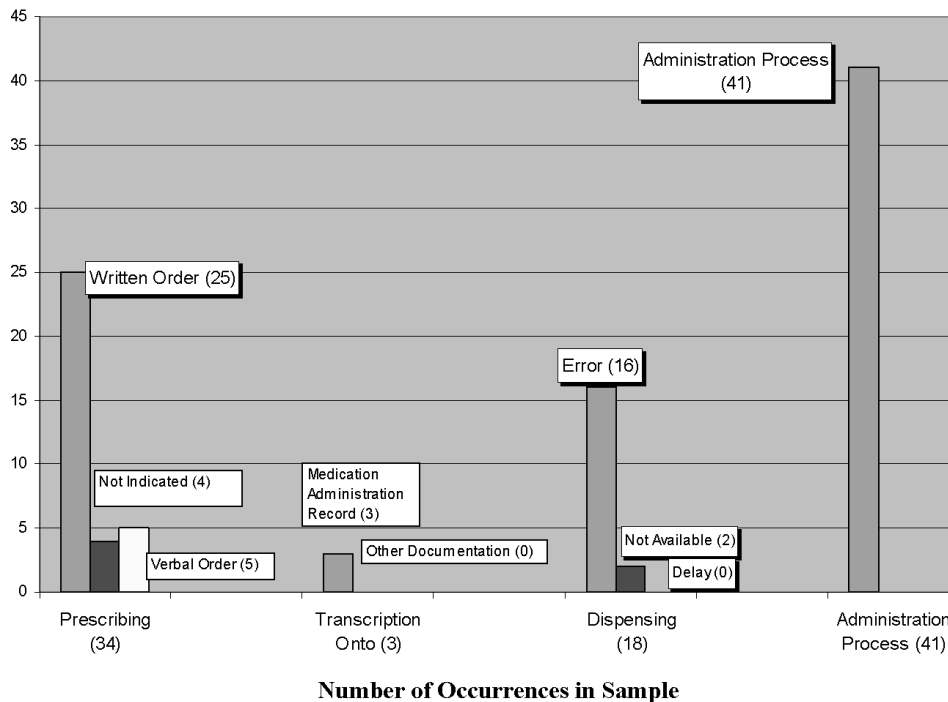 45
40
35
30
25
20
15
10
5
0
Administration Process
(41)
Written Order (25)
Error (16)
Not Indicated (4)
Medication
Administration
Record (3)
Verbal Order (5)
Other Documentation (0)
Not Available (2)
Delay (0)
Prescribing
(34)
Transcription
Onto (3)
Dispensing
(18)
Administration
Process (41)
Number of Occurrences in Sample